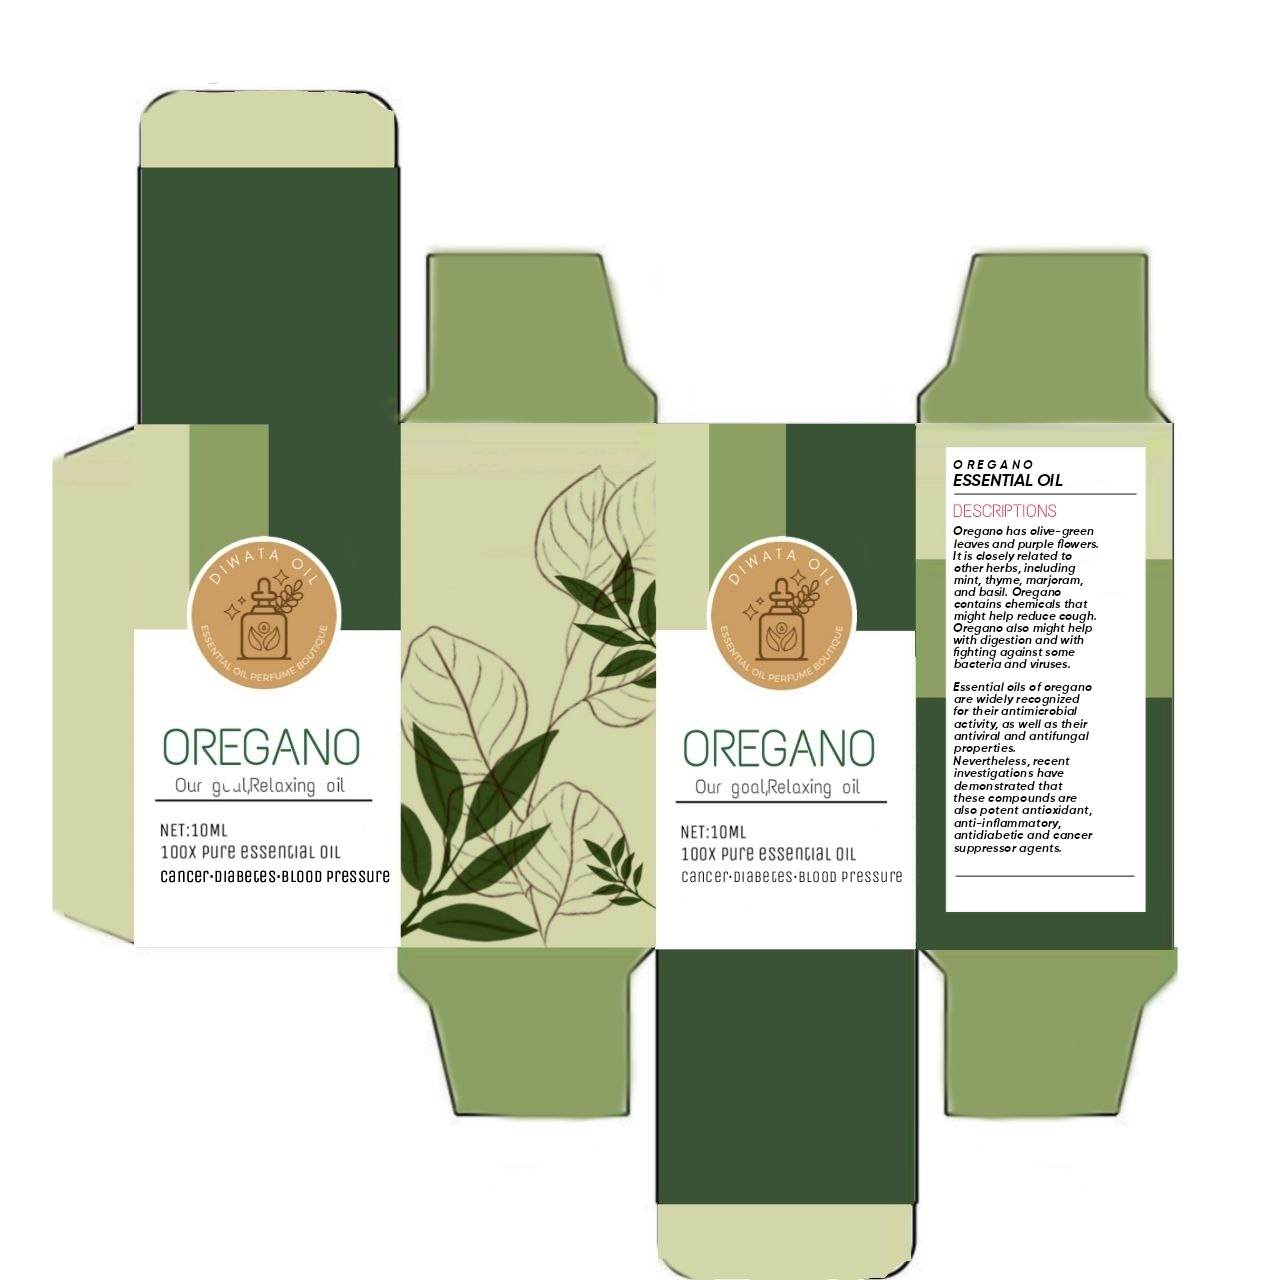 DIWATA OIL
ESSENTIAL OIL PERFUME BOUTIQUE
OREGANO
Our goal,Relaxing oil
NET:10ML
100X Pure essential oil
cancer·Diabetes·Blood Pressure
DIWATA OIL
ESSENTIAL OIL PERFUME BOUTIQUE
OREGANO
Our goal,Relaxing oil
NET:10ML
100X Pure essential oil
cancer·Diabetes·Blood Pressure
OREGANO
ESSENTIAL OIL
DESCRIPTIONS
Oregano has olive-green
leaves and purple flowers.
It is closely related to
other herbs, including
mint, thyme, marjoram,
and basil. Oregano
contains chemicals that
might help reduce cough.
Oregano also might help
with digestion and with
fighting against some
bacteria and viruses.
Essential oils of oregano
are widely recognized
for their antimicrobial
activity, as well as their
antiviral and antifungal
properties.
Nevertheless, recent
investigations have
demonstrated that
these compounds are
also potent antioxidant,
anti-inflammatory,
antidiabetic and cancer
suppressor agents.